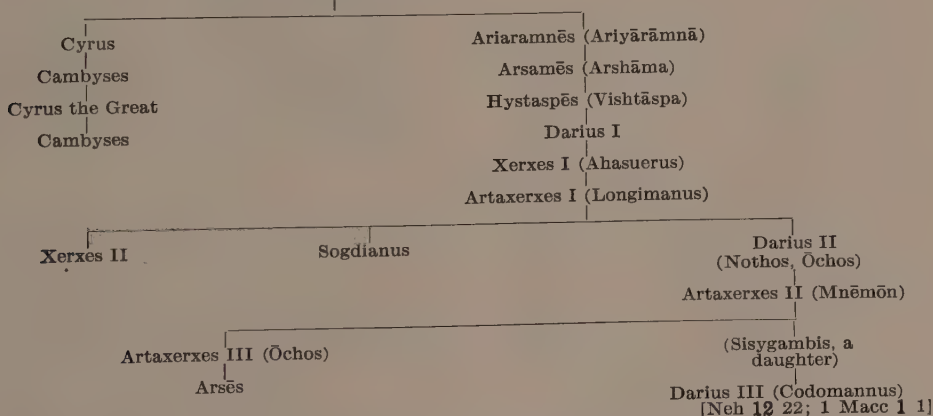 Cyrus
Cambyses
Cyrus the Great
Cambyses
Ariaramnēs (Ariyārāmnā)
Arsamēs (Arshāma)
Hystaspēs (Vishtāspa)
Darius I
Xerxes I (Ahasuerus)
Artaxerxes I (Longimanus)
Xerxes II
Sogdianus
Darius II
(Nothos, Ōchos)
Artaxerxes II (Mnēmōn)
Artaxerxes III (Ōchos)
Arsēs
(Sisygambis, a
daughter)
Darius III (Codomannus)
[Neh 12 22; 1 Macc 1 1]